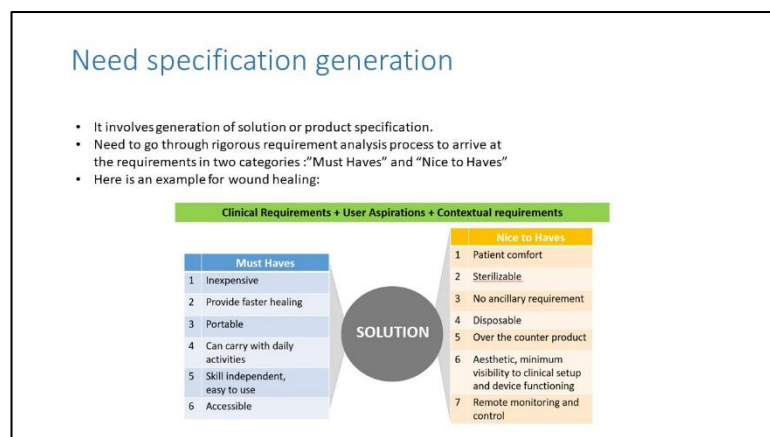 Need specification generation
• It involves generation of solution or product specification.
• Need to go through rigorous requirement analysis process to arrive at
the requirements in two categories :”Must Haves” and “Nice to Haves”
• Here is an example for wound healing:
Clinical Requirements + User Aspirations + Contextual requirements
Must Haves
1 Inexpensive
2 Provide faster healing
3 Portable
4 Can carry with daily
activities
5 Skill independent,
easy to use
6 Accessible
SOLUTION
Nice to Haves
1 Patient comfort
2 Sterilizable
3 No ancillary requirement
4 Disposable
5 Over the counter product
6 Aesthetic, minimum
visibility to clinical setup
and device functioning
7 Remote monitoring and
control